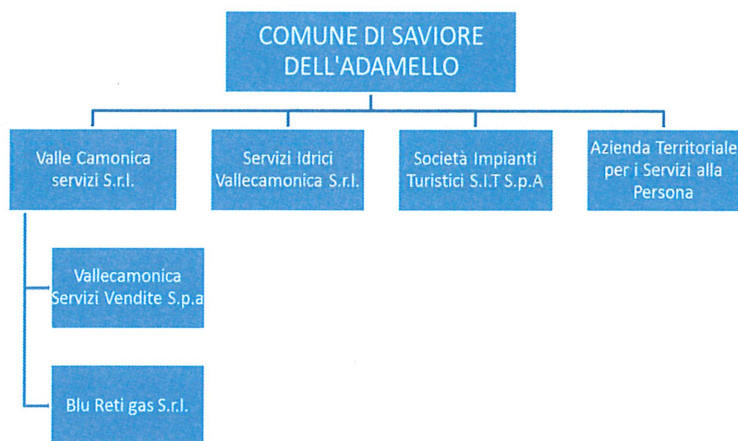 COMUNE DI SAVIORE
DELL'ADAMELLO
Valle Camonica
servizi S.r.l.
Servizi Idrici
Vallecamonica S.r.l.
Società Impianti
Turistici S.I.T S.p.A
Azienda Territoriale
per i Servizi alla
Persona
Vallecamonica
Servizi Vendite S.p.a
Blu Reti gas S.r.l.